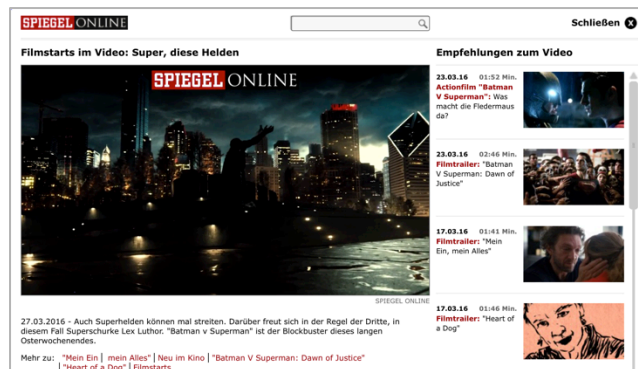 SPIEGEL ONLINE
Schließen X
Filmstarts im Video: Super, diese Helden
SPIEGEL ONLINE
SPIEGEL ONLINE
27.03.2016 - Auch Superhelden können mal streiten. Darüber freut sich in der Regel der Dritte, in
diesem Fall Superschurke Lex Luthor. "Batman v Superman" ist der Blockbuster dieses langen
Osterwochenendes.
Mehr zu: "Mein Ein | mein Alles" | Neu im Kino | "Batman V Superman: Dawn of Justice"
| "Heart of a Dog" | Filmstarts
Empfehlungen zum Video
23.03.16 01:52 Min.
Actionfilm "Batman
V Superman": Was
macht die Fledermaus
da?
23.03.16 02:46 Min.
Filmtrailer: "Batman
V Superman: Dawn of
Justice"
17.03.16 01:41 Min.
Filmtrailer: "Mein
Ein, mein Alles"
17.03.16 01:46 Min.
Filmtrailer: "Heart of
a Dog"